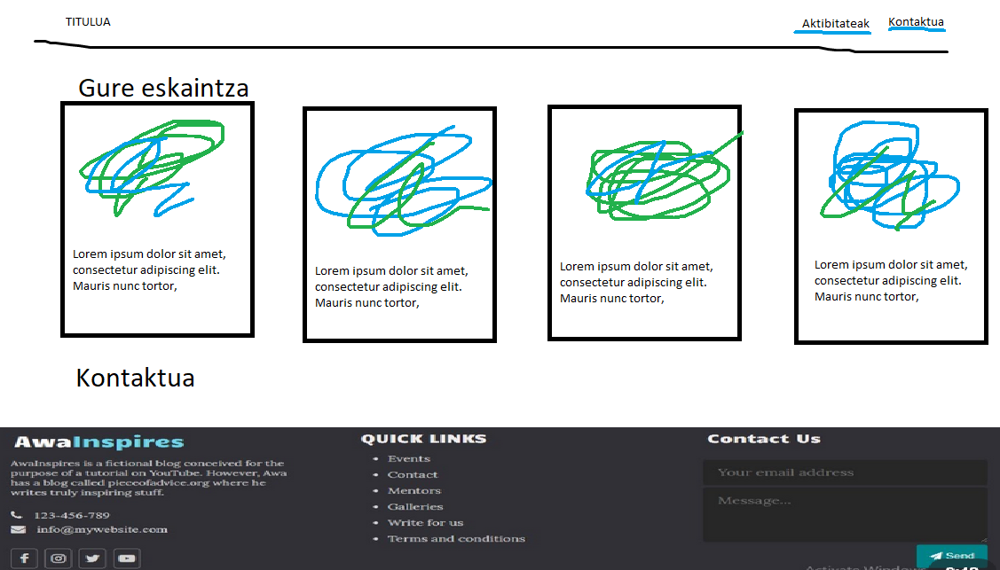 TITULUA
Aktibitateak
Kontaktua
Gure eskaintza
Lorem ipsum dolor sit amet,
consectetur adipiscing elit.
Mauris nunc tortor,
Lorem ipsum dolor sit amet,
consectetur adipiscing elit.
Mauris nunc tortor,
Lorem ipsum dolor sit amet,
consectetur adipiscing elit.
Mauris nunc tortor,
Lorem ipsum dolor sit amet,
consectetur adipiscing elit.
Mauris nunc tortor,
Kontaktua
AwaInspires
AwaInspires is a fictional blog conceived for the
purpose of a tutorial on YouTube. However, Awa
has a blog called pieceofadvice.org where he
writes truly inspiring stuff.
123-456-789
info@mywebsite.com
QUICK LINKS
Events
Contact
Mentors
Galleries
Write for us
Terms and conditions
Contact Us
Your email address
Message...
Send
Activate Window